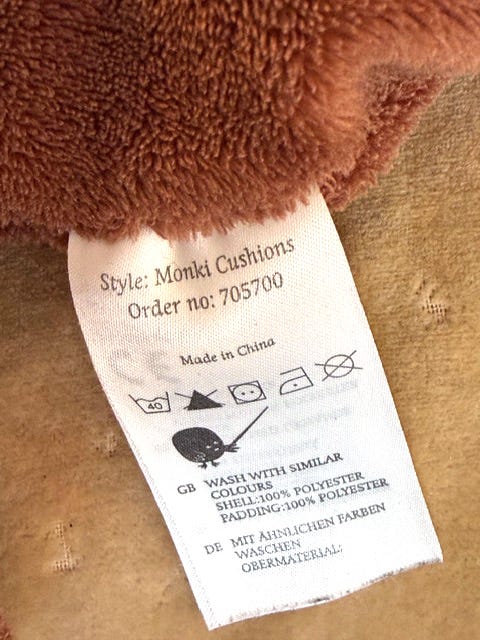 Style: Monki Cushions
Order no: 705700
CE
Made in China
40
GB WASH WITH SIMILAR
COLOURS
SHELL:100% POLYESTER
PADDING:100% POLYESTER
DE MIT ÄHNLICHEN FARBEN
WASCHEN
OBERMATERIAL: